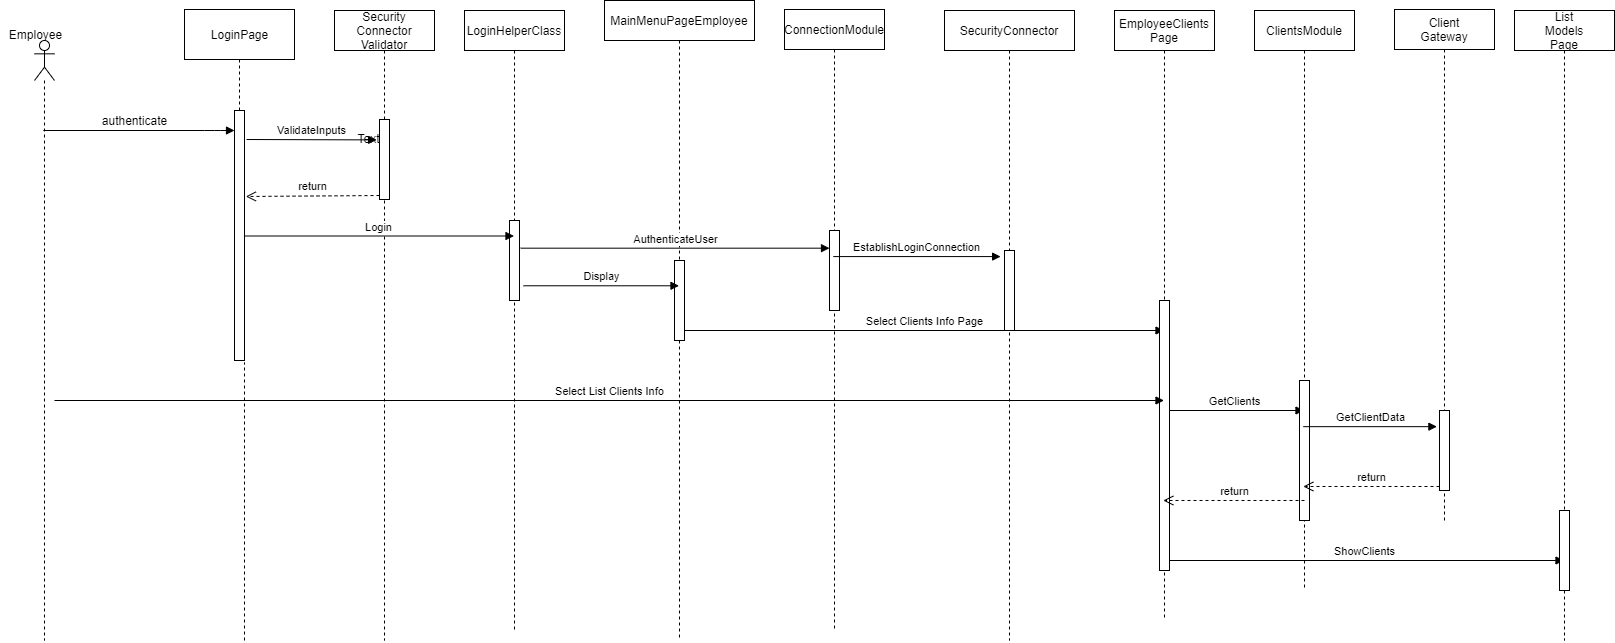 Employee
LoginPage
Security
Connector
Validator
LoginHelperClass
MainMenuPageEmployee
ConnectionModule
SecurityConnector
EmployeeClients
Page
ClientsModule
Client
Gateway
List
Models
Page
authenticate
ValidateInputs
Text
return
Login
AuthenticateUser
EstablishLoginConnection
Display
Select Clients Info Page
Select List Clients Info
GetClients
GetClientData
return
return
ShowClients